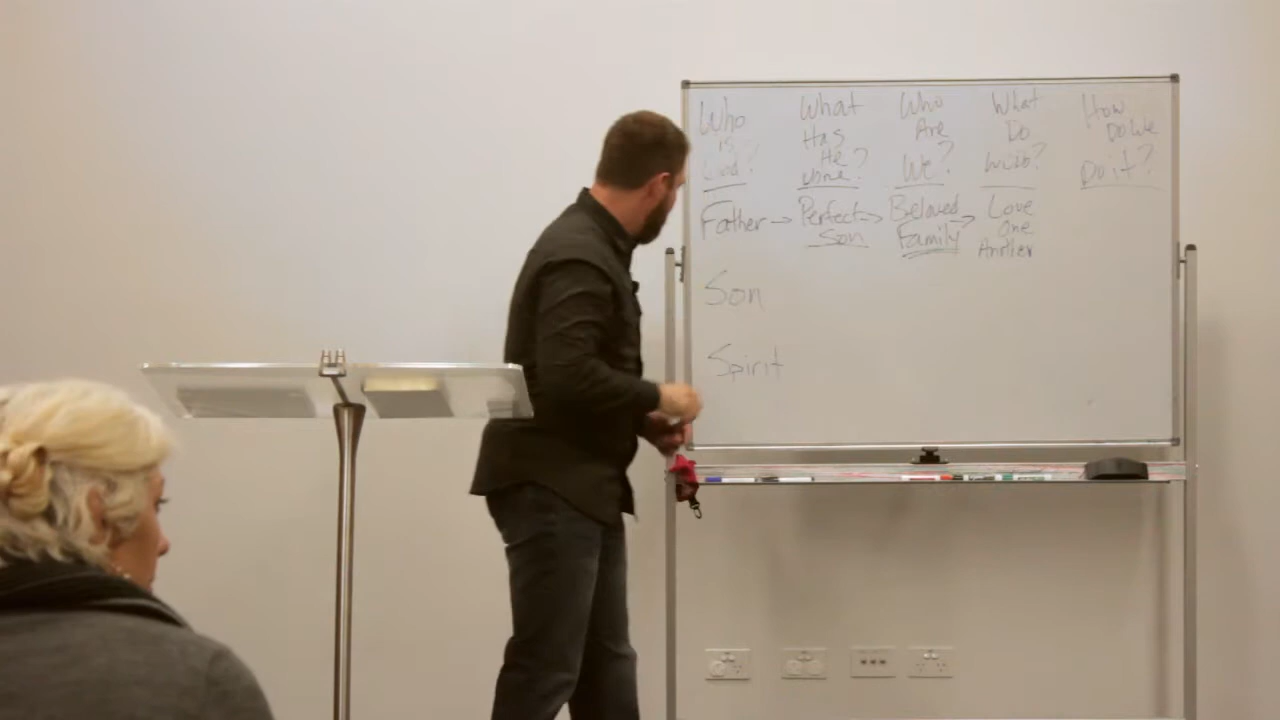 Who
is
God?
What
Has
He
Done?
Who
Are
We?
What
Do
We Do?
How
Do We
Do it?
Father → Perfect Son → Beloved Family → Love One Another
Son
Spirit